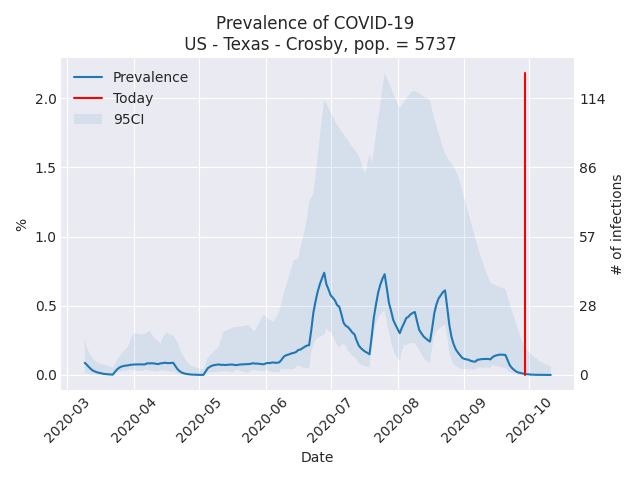 Prevalence of COVID-19
US - Texas - Crosby, pop. = 5737
Prevalence
Today
95CI
2.0
1.5
1.0
0.5
0.0
%
114
86
57
28
0
# of infections
2020-03
2020-04
2020-05
2020-06
2020-07
2020-08
2020-09
2020-10
Date